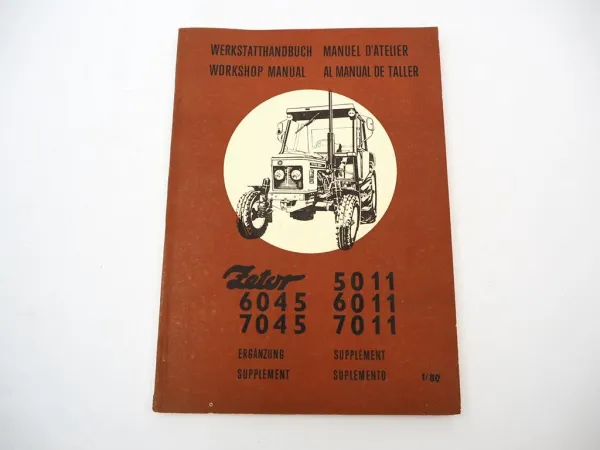 WERKSTATTHANDBUCH MANUEL D'ATELIER
WORKSHOP MANUAL AL MANUAL DE TALLER
Zetor 5011
6045 6011
7045 7011
ERGÄNZUNG SUPPLEMENT
SUPPLEMENT SUPLEMENTO 1/80